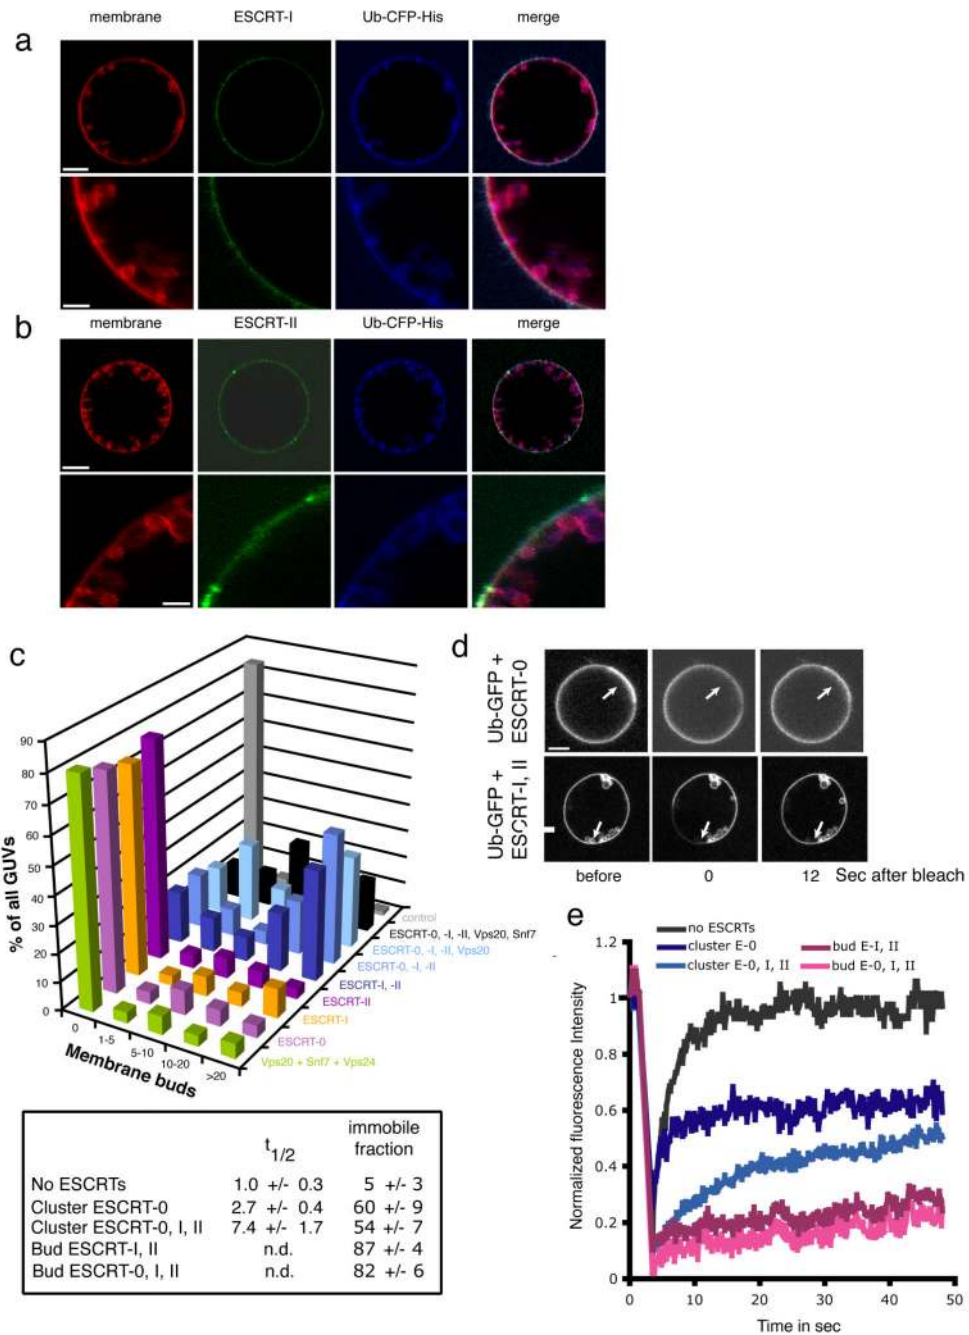 membrane ESCRT-I Ub-CFP-His merge
a
b
membrane ESCRT-II Ub-CFP-His merge
c
90
80
70
60
50
40
30
20
10
0
% of all GUVs
0 1-5 5-10 10-20 >20
Membrane buds
control
ESCRT-0, -I, -II, Vps20, Snf7
ESCRT-0, -I, -II, Vps20
ESCRT-0, -I, -II
ESCRT-I, -II
ESCRT-II
ESCRT-I
ESCRT-0
Vps20 + Snf7 + Vps24
t1/2 immobile fraction
No ESCRTs 1.0 +/- 0.3 5 +/- 3
Cluster ESCRT-0 2.7 +/- 0.4 60 +/- 9
Cluster ESCRT-0, I, II 7.4 +/- 1.7 54 +/- 7
Bud ESCRT-I, II n.d. 87 +/- 4
Bud ESCRT-0, I, II n.d. 82 +/- 6
d
Ub-GFP +
ESCRT-0
Ub-GFP +
ESCRT-I, II
before 0 12 Sec after bleach
e
no ESCRTs
cluster E-0 bud E-I, II
cluster E-0, I, II bud E-0, I, II
1.2
1
0.8
0.6
0.4
0.2
0
Normalized fluorescence Intensity
0 10 20 30 40 50
Time in sec